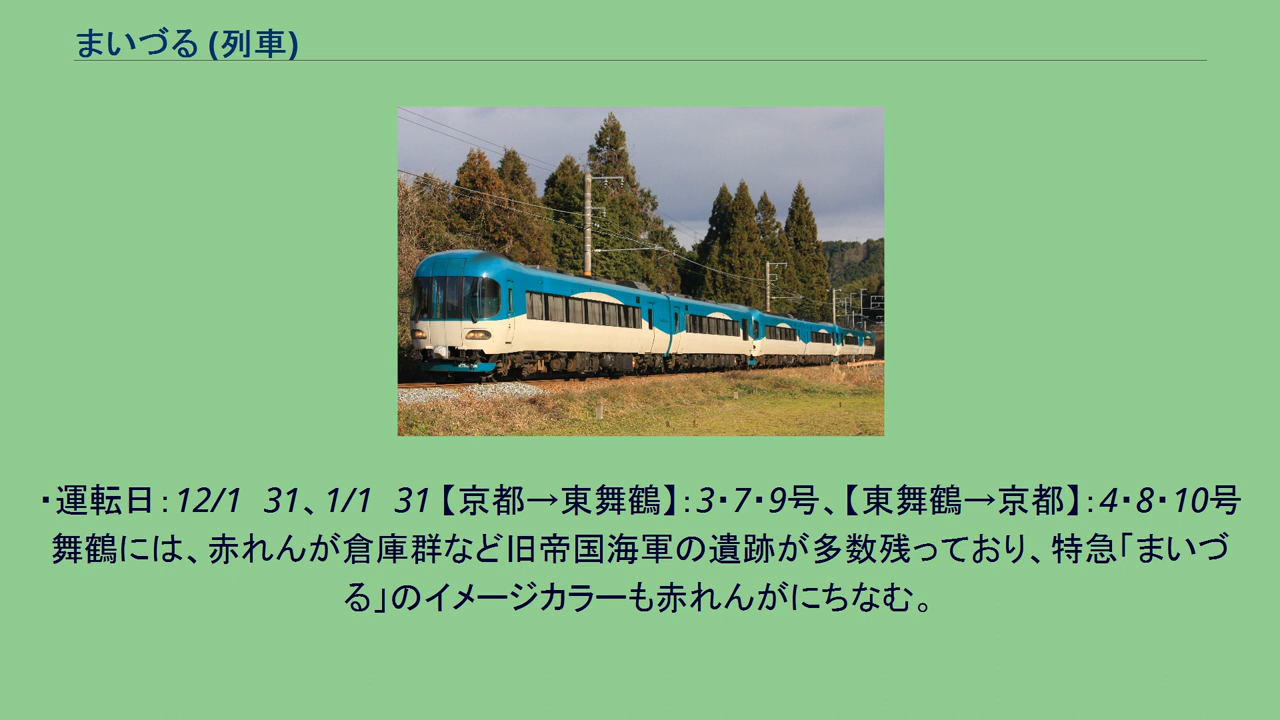 まいづる (列車)
・運転日：12/1　31、1/1　31【京都→東舞鶴】：3・7・9号、【東舞鶴→京都】：4・8・10号
舞鶴には、赤れんが倉庫群など旧帝国海軍の遺跡が多数残っており、特急「まいづ
る」のイメージカラーも赤れんがにちなむ。